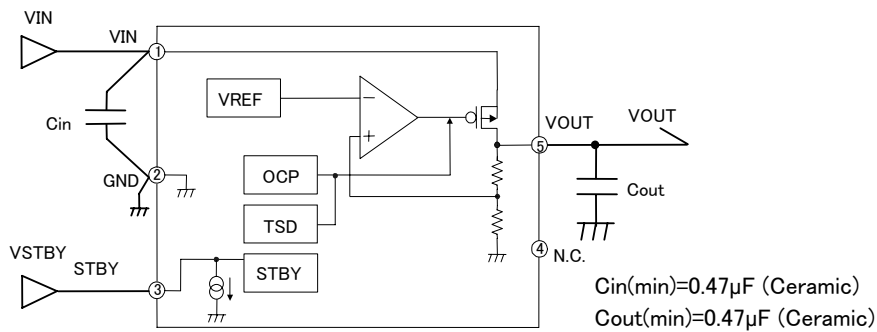 VIN
VIN
1
VREF
−
+
VOUT
VOUT
5
Cin
GND
2
OCP
Cout
TSD
4
N.C.
VSTBY
STBY
3
STBY
Cin(min)=0.47µF (Ceramic)
Cout(min)=0.47µF (Ceramic)